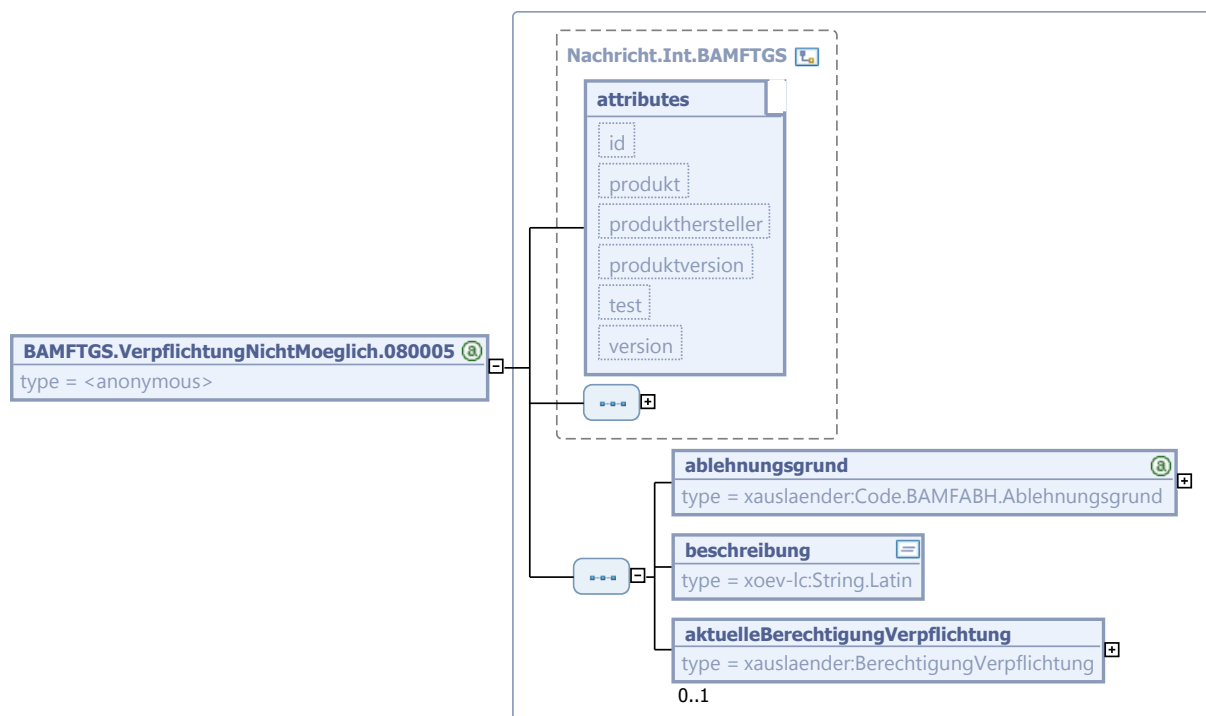 Nachricht.Int.BAMFTGS
attributes
id
produkt
produkthersteller
produktversion
test
version
BAMFTGS.VerpflichtungNichtMoeglich.080005
type = <anonymous>
ablehnungsgrund
type = xauslaender:Code.BAMFABH.Ablehnungsgrund
beschreibung
type = xoev-lc:String.Latin
aktuelleBerechtigungVerpflichtung
type = xauslaender:BerechtigungVerpflichtung
0..1